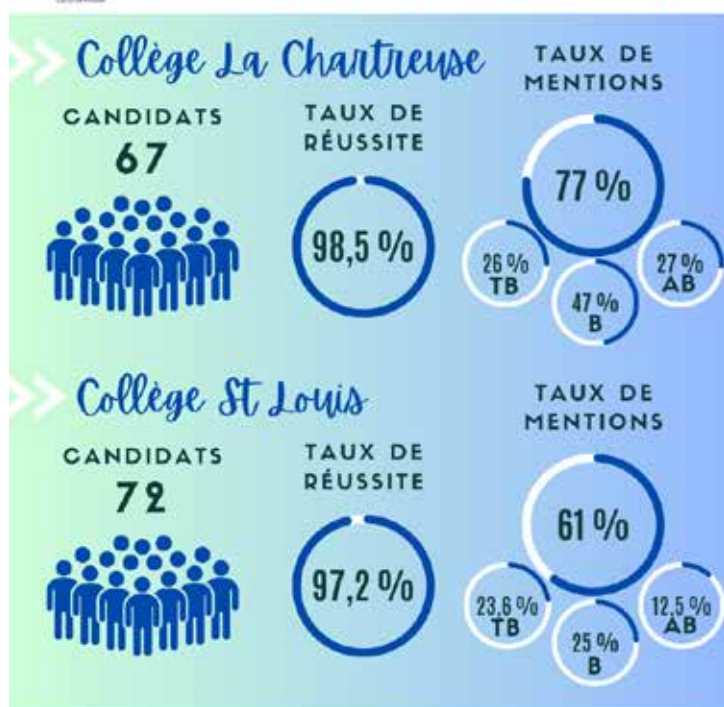 Collège La Chartreuse
CANDIDATS
67
TAUX DE
RÉUSSITE
98,5 %
TAUX DE
MENTIONS
77 %
26 %
TB
47 %
B
27 %
AB
Collège St Louis
CANDIDATS
72
TAUX DE
RÉUSSITE
97,2 %
TAUX DE
MENTIONS
61 %
23,6 %
TB
25 %
B
12,5 %
AB